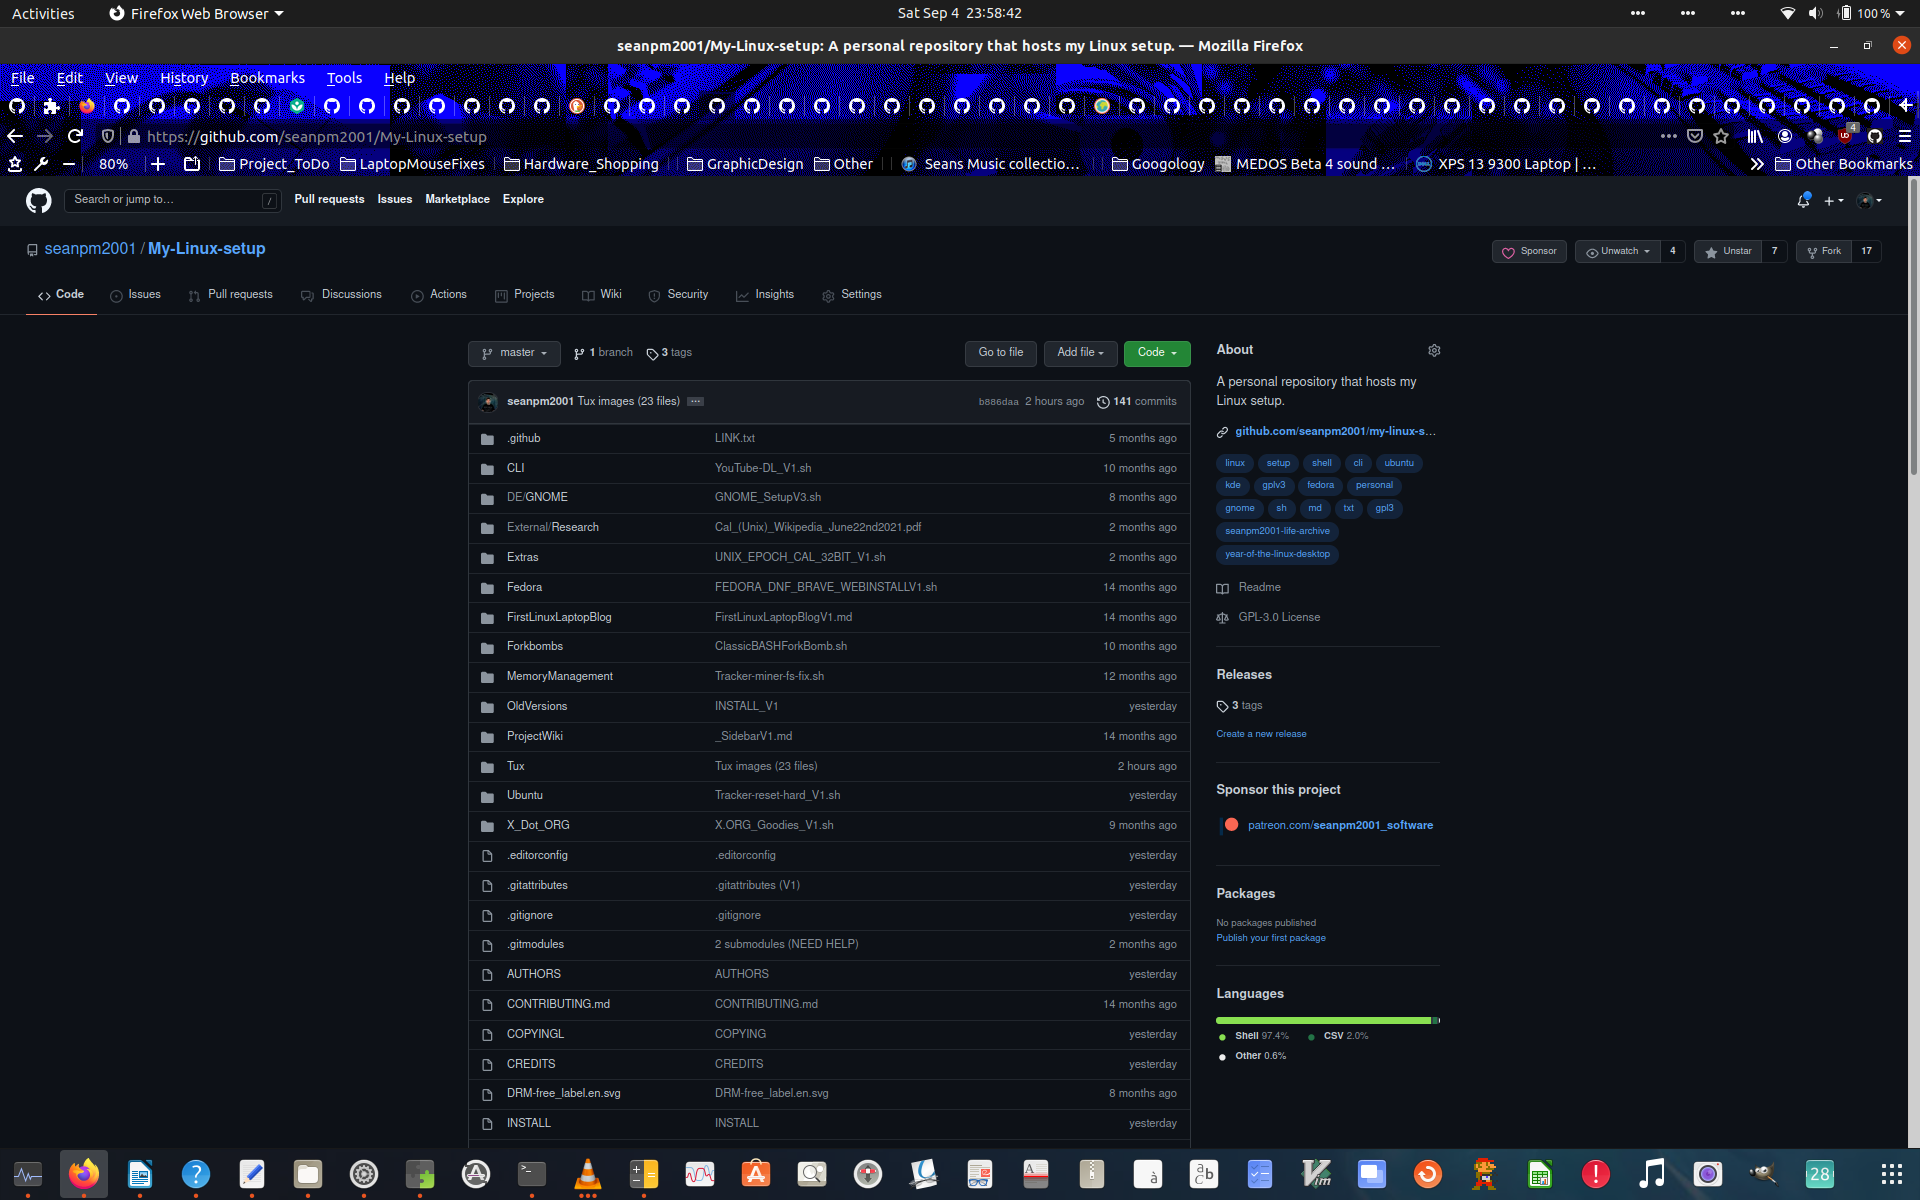 Activities Firefox Web Browser Sat Sep 4 23:58:42 100 %
seanpm2001/My-Linux-setup: A personal repository that hosts my Linux setup. — Mozilla Firefox
File Edit View History Bookmarks Tools Help
https://github.com/seanpm2001/My-Linux-setup 4
80% Project_ToDo LaptopMouseFixes Hardware_Shopping GraphicDesign Other Seans Music collectio… Googology MEDOS Beta 4 sound … XPS 13 9300 Laptop | … Other Bookmarks
Search or jump to… / Pull requests Issues Marketplace Explore
seanpm2001 / My-Linux-setup Sponsor Unwatch 4 Unstar 7 Fork 17
Code Issues Pull requests Discussions Actions Projects Wiki Security Insights Settings
master 1 branch 3 tags Go to file Add file Code
seanpm2001 Tux images (23 files) … b886daa 2 hours ago 141 commits
.github LINK.txt 5 months ago
CLI YouTube-DL_V1.sh 10 months ago
DE/GNOME GNOME_SetupV3.sh 8 months ago
External/Research Cal_(Unix)_Wikipedia_June22nd2021.pdf 2 months ago
Extras UNIX_EPOCH_CAL_32BIT_V1.sh 2 months ago
Fedora FEDORA_DNF_BRAVE_WEBINSTALLV1.sh 14 months ago
FirstLinuxLaptopBlog FirstLinuxLaptopBlogV1.md 14 months ago
Forkbombs ClassicBASHForkBomb.sh 10 months ago
MemoryManagement Tracker-miner-fs-fix.sh 12 months ago
OldVersions INSTALL_V1 yesterday
ProjectWiki _SidebarV1.md 14 months ago
Tux Tux images (23 files) 2 hours ago
Ubuntu Tracker-reset-hard_V1.sh yesterday
X_Dot_ORG X.ORG_Goodies_V1.sh 9 months ago
.editorconfig .editorconfig yesterday
.gitattributes .gitattributes (V1) yesterday
.gitignore .gitignore yesterday
.gitmodules 2 submodules (NEED HELP) 2 months ago
AUTHORS AUTHORS yesterday
CONTRIBUTING.md CONTRIBUTING.md 14 months ago
COPYINGL COPYING yesterday
CREDITS CREDITS yesterday
DRM-free_label.en.svg DRM-free_label.en.svg 8 months ago
INSTALL INSTALL yesterday
About
A personal repository that hosts my
Linux setup.
github.com/seanpm2001/my-linux-s…
linux setup shell cli ubuntu
kde gplv3 fedora personal
gnome sh md txt gpl3
seanpm2001-life-archive
year-of-the-linux-desktop
Readme
GPL-3.0 License
Releases
3 tags
Create a new release
Sponsor this project
patreon.com/seanpm2001_software
Packages
No packages published
Publish your first package
Languages
Shell 97.4% CSV 2.0%
Other 0.6%
28